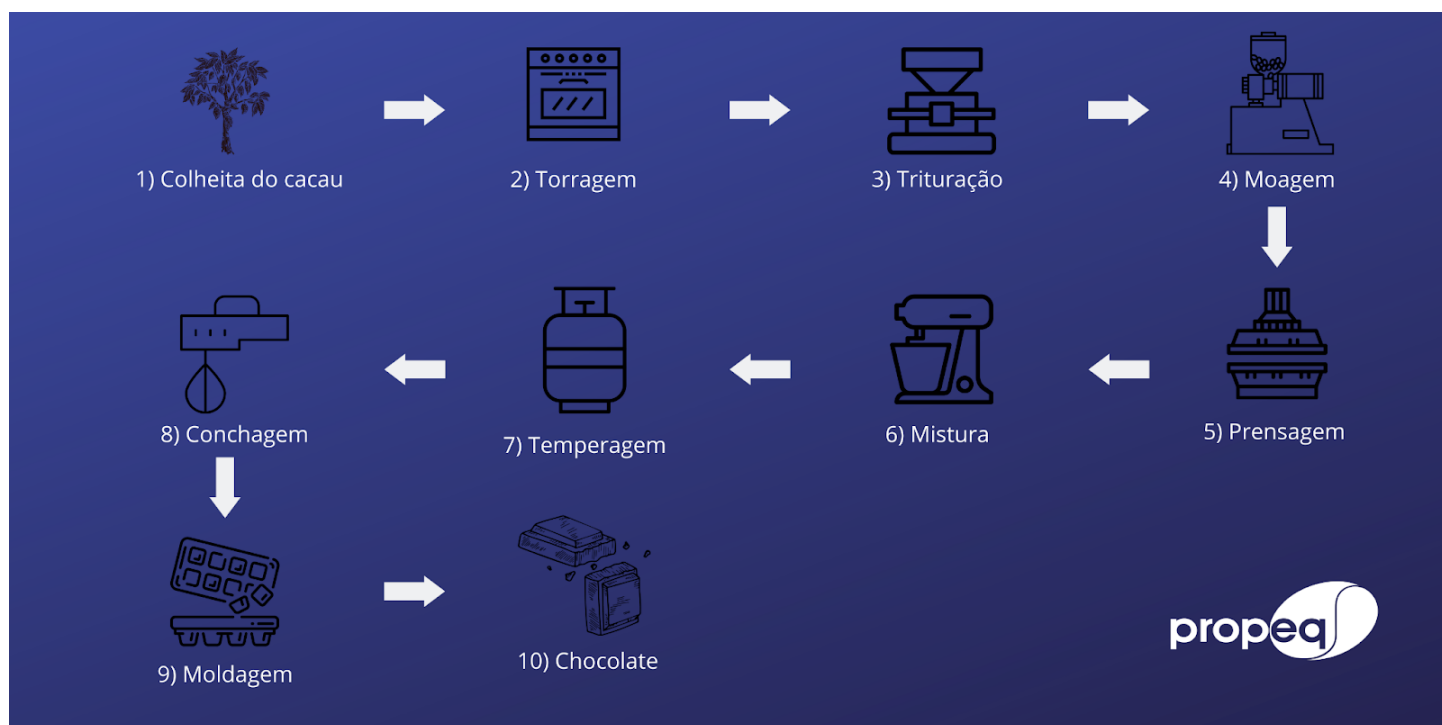 1) Colheita do cacau
2) Torragem
3) Trituração
4) Moagem
5) Prensagem
6) Mistura
7) Temperagem
8) Conchagem
9) Moldagem
10) Chocolate
propeq